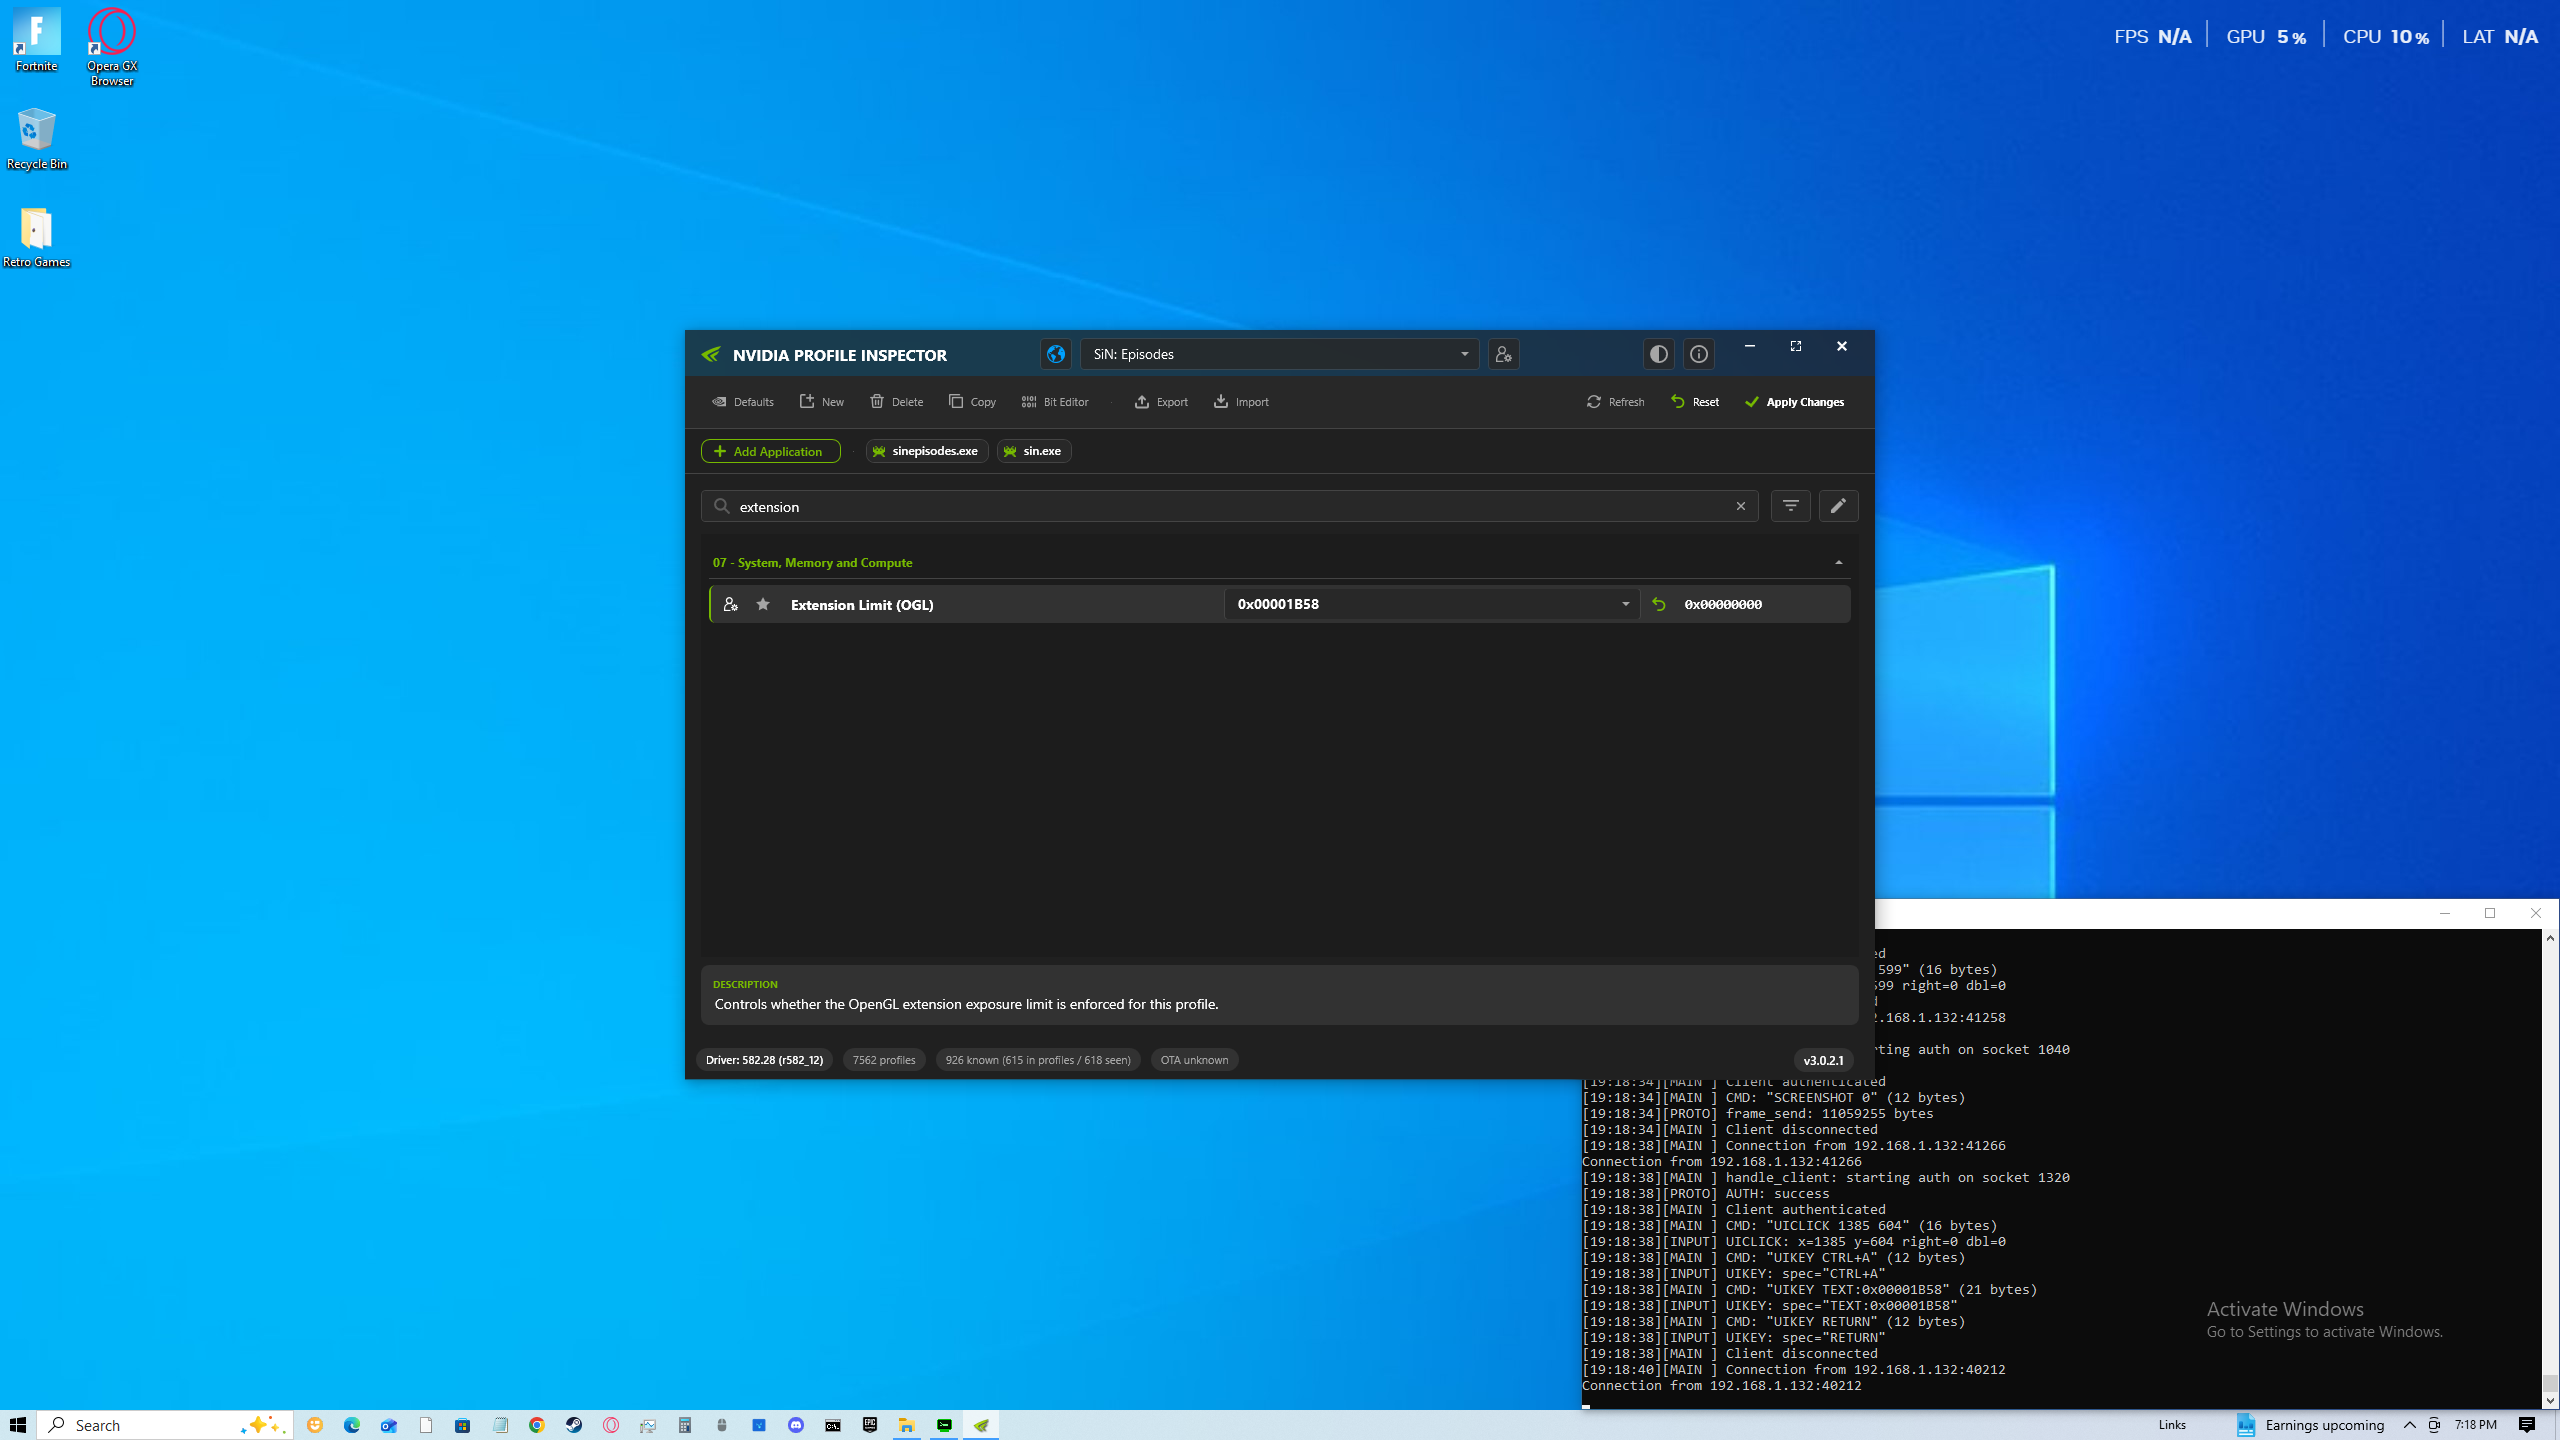 Fortnite
Opera GX
Browser
Recycle Bin
Retro Games
FPS N/A GPU 5 % CPU 10 % LAT N/A
NVIDIA PROFILE INSPECTOR
SiN: Episodes
Defaults New Delete Copy Bit Editor Export Import Refresh Reset Apply Changes
Add Application sinepisodes.exe sin.exe
extension
07 - System, Memory and Compute
Extension Limit (OGL) 0x00001B58 0x00000000
DESCRIPTION
Controls whether the OpenGL extension exposure limit is enforced for this profile.
Driver: 582.28 (r582_12) 7562 profiles 926 known (615 in profiles / 618 seen) OTA unknown v3.0.2.1
ed
599" (16 bytes)
599 right=0 dbl=0
.168.1.132:41258
rting auth on socket 1040
[19:18:34][MAIN ] Client authenticated
[19:18:34][MAIN ] CMD: "SCREENSHOT 0" (12 bytes)
[19:18:34][PROTO] frame_send: 11059255 bytes
[19:18:34][MAIN ] Client disconnected
[19:18:38][MAIN ] Connection from 192.168.1.132:41266
Connection from 192.168.1.132:41266
[19:18:38][MAIN ] handle_client: starting auth on socket 1320
[19:18:38][PROTO] AUTH: success
[19:18:38][MAIN ] Client authenticated
[19:18:38][MAIN ] CMD: "UICLICK 1385 604" (16 bytes)
[19:18:38][INPUT] UICLICK: x=1385 y=604 right=0 dbl=0
[19:18:38][MAIN ] CMD: "UIKEY CTRL+A" (12 bytes)
[19:18:38][INPUT] UIKEY: spec="CTRL+A"
[19:18:38][MAIN ] CMD: "UIKEY TEXT:0x00001B58" (21 bytes)
[19:18:38][INPUT] UIKEY: spec="TEXT:0x00001B58"
[19:18:38][MAIN ] CMD: "UIKEY RETURN" (12 bytes)
[19:18:38][INPUT] UIKEY: spec="RETURN"
[19:18:38][MAIN ] Client disconnected
[19:18:40][MAIN ] Connection from 192.168.1.132:40212
Connection from 192.168.1.132:40212
Activate Windows
Go to Settings to activate Windows.
Search
Links
Earnings upcoming
7:18 PM